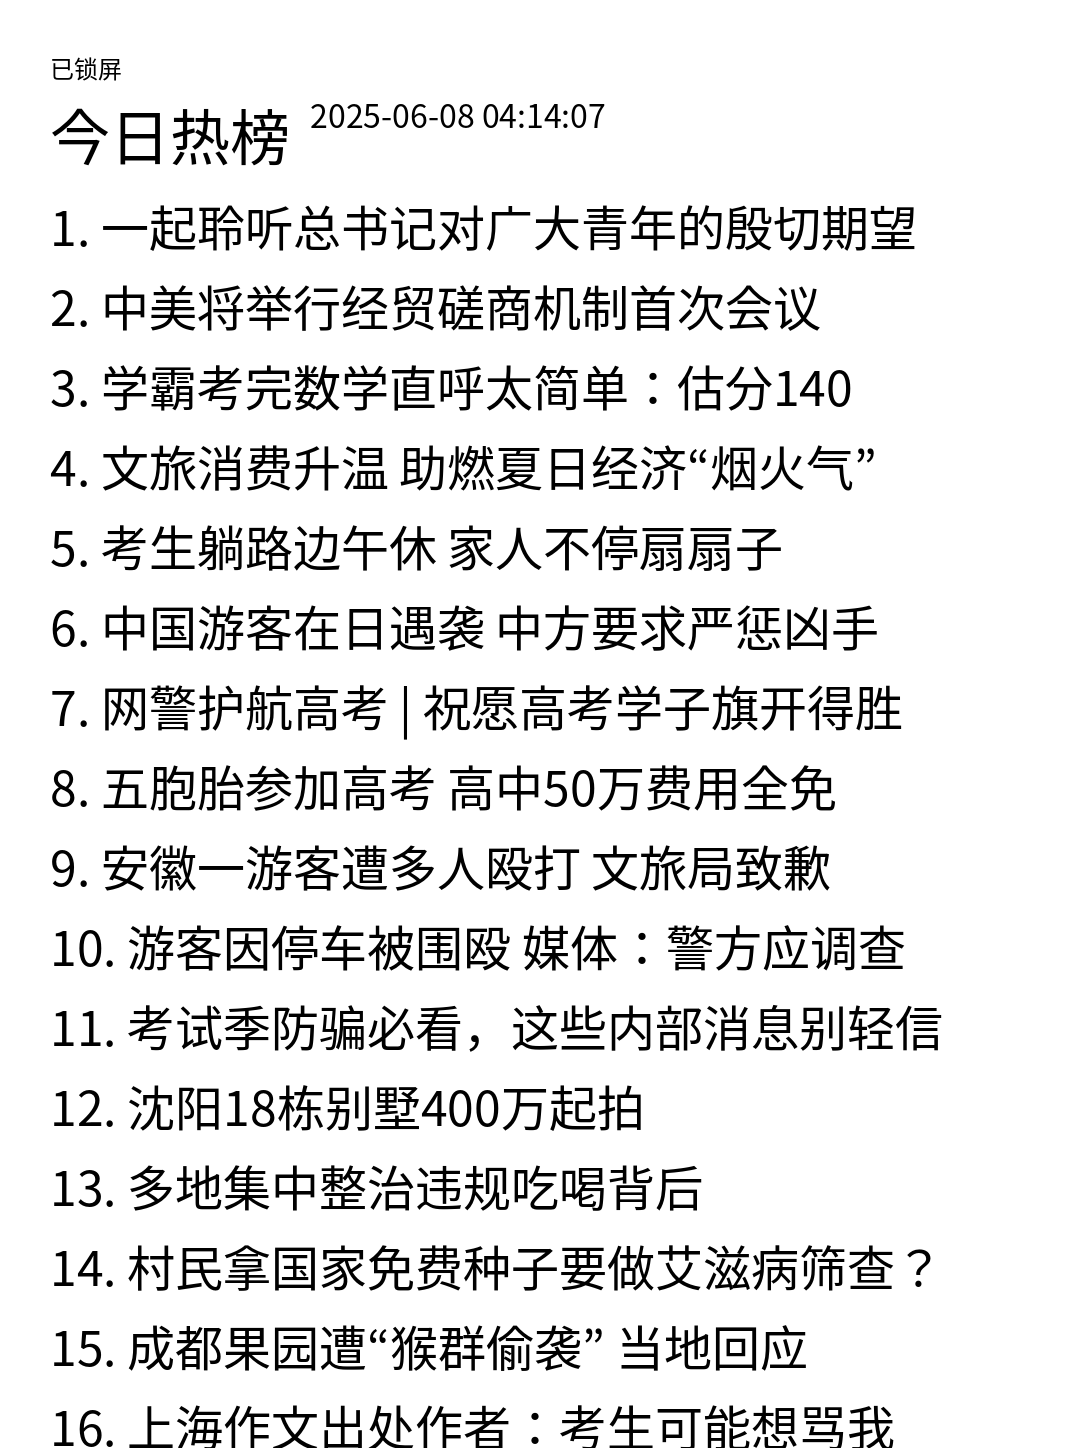 已锁屏
今日热榜 2025-06-08 04:14:07
1. 一起聆听总书记对广大青年的殷切期望
2. 中美将举行经贸磋商机制首次会议
3. 学霸考完数学直呼太简单：估分140
4. 文旅消费升温 助燃夏日经济“烟火气”
5. 考生躺路边午休 家人不停扇扇子
6. 中国游客在日遇袭 中方要求严惩凶手
7. 网警护航高考 | 祝愿高考学子旗开得胜
8. 五胞胎参加高考 高中50万费用全免
9. 安徽一游客遭多人殴打 文旅局致歉
10. 游客因停车被围殴 媒体：警方应调查
11. 考试季防骗必看，这些内部消息别轻信
12. 沈阳18栋别墅400万起拍
13. 多地集中整治违规吃喝背后
14. 村民拿国家免费种子要做艾滋病筛查？
15. 成都果园遭“猴群偷袭” 当地回应
16. 上海作文出处作者：考生可能想骂我